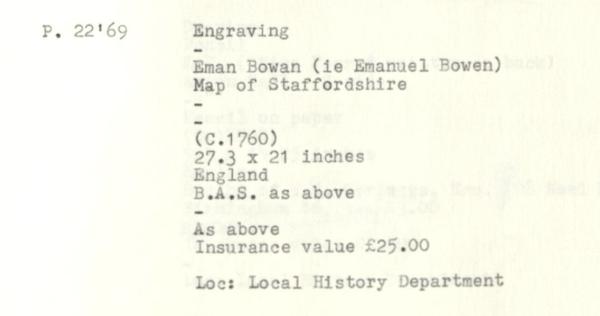 P. 22'69 Engraving
-
Eman Bowan (ie Emanuel Bowen)
Map of Staffordshire
-
-
(C.1760)
27.3 x 21 inches
England
B.A.S. as above
-
As above
Insurance value £25.00
Loc: Local History Department